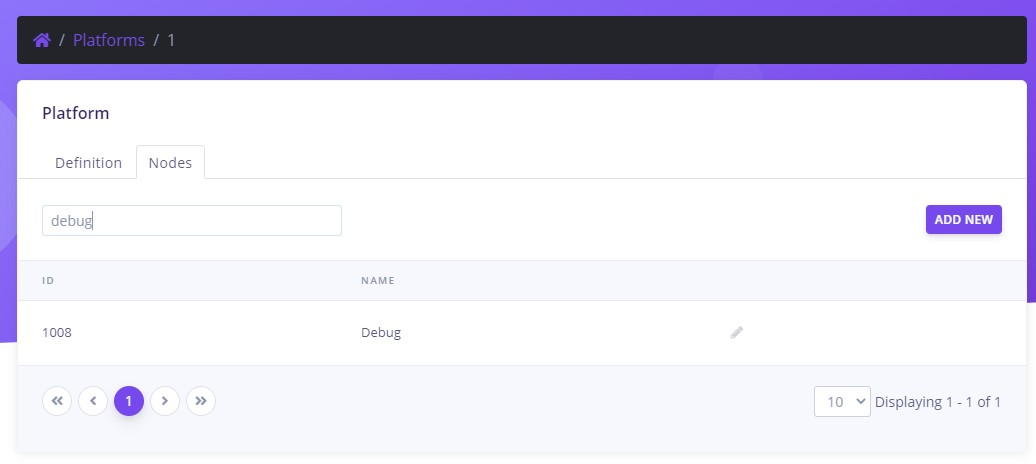 / Platforms / 1
Platform
Definition Nodes
debug
ADD NEW
ID NAME
1008 Debug
1
10 Displaying 1 - 1 of 1